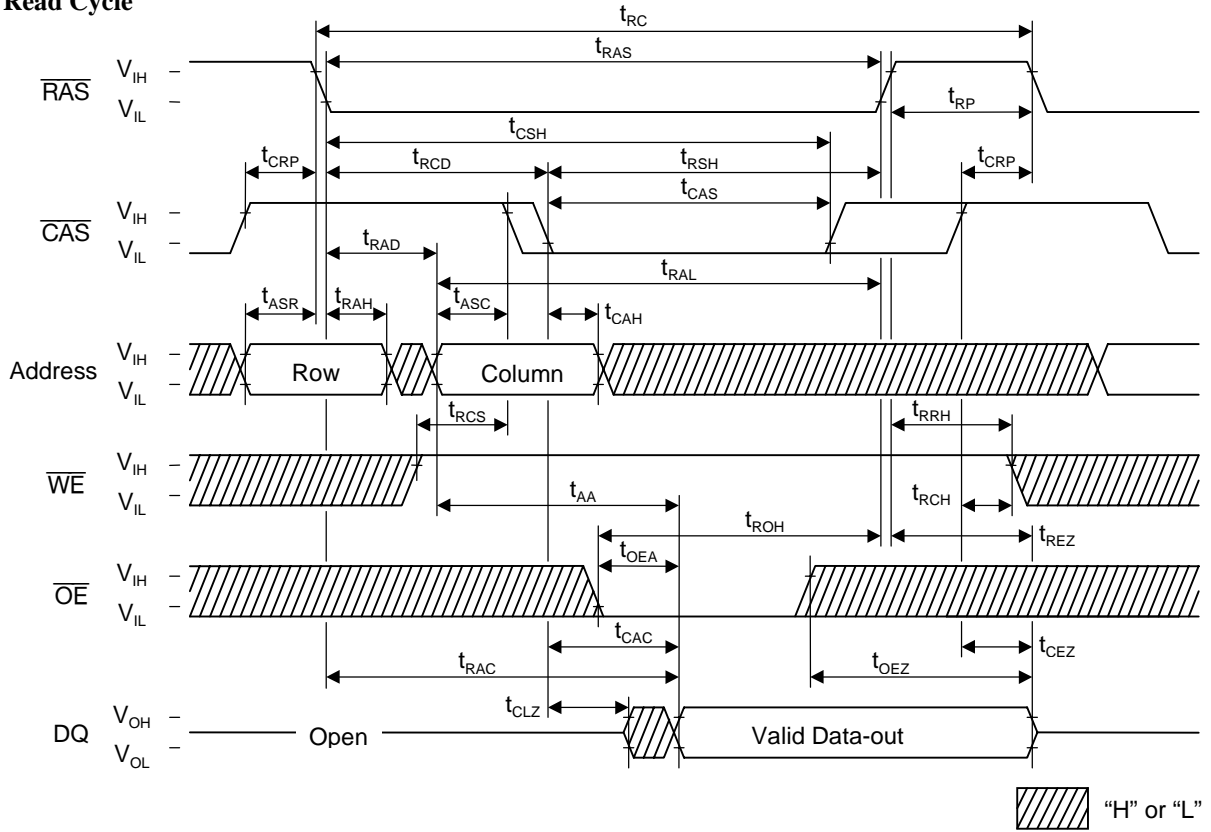 Read Cycle
tRC
tRAS
VIH
RAS
VIL
tRP
tCSH
tCRP
tRCD
tRSH
tCRP
tCAS
VIH
CAS
VIL
tRAD
tRAL
tASR
tRAH
tASC
tCAH
VIH
Address
Row
Column
VIL
tRCS
tRRH
VIH
WE
VIL
tAA
tRCH
tROH
tREZ
tOEA
VIH
OE
VIL
tCAC
tCEZ
tRAC
tOEZ
tCLZ
VOH
DQ
Open
Valid Data-out
VOL
“H” or “L”